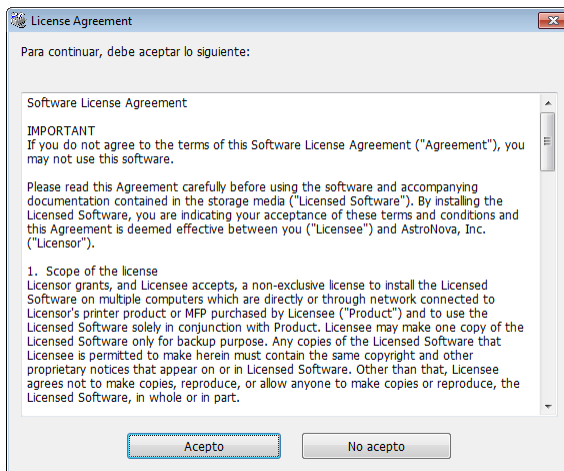 License Agreement
Para continuar, debe aceptar lo siguiente:
Software License Agreement
IMPORTANT
If you do not agree to the terms of this Software License Agreement ("Agreement"), you
may not use this software.
Please read this Agreement carefully before using the software and accompanying
documentation contained in the storage media ("Licensed Software"). By installing the
Licensed Software, you are indicating your acceptance of these terms and conditions and
this Agreement is deemed effective between you ("Licensee") and AstroNova, Inc.
("Licensor").
1. Scope of the license
Licensor grants, and Licensee accepts, a non-exclusive license to install the Licensed
Software on multiple computers which are directly or through network connected to
Licensor's printer product or MFP purchased by Licensee ("Product") and to use the
Licensed Software solely in conjunction with Product. Licensee may make one copy of the
Licensed Software only for backup purpose. Any copies of the Licensed Software that
Licensee is permitted to make herein must contain the same copyright and other
proprietary notices that appear on or in Licensed Software. Other than that, Licensee
agrees not to make copies, reproduce, or allow anyone to make copies or reproduce, the
Licensed Software, in whole or in part.
Acepto
No acepto